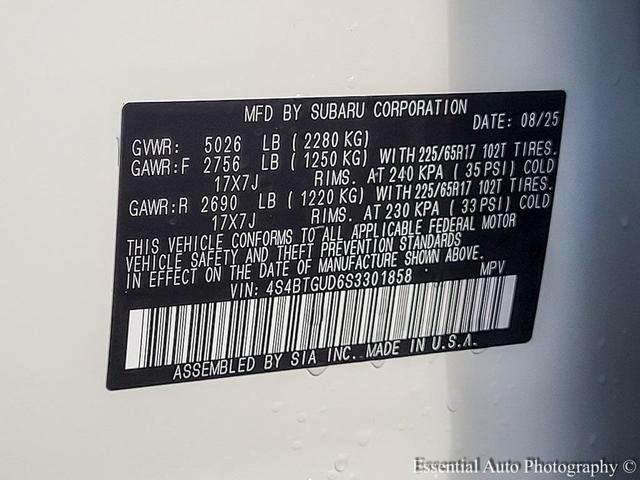 MFD BY SUBARU CORPORATION
DATE: 08/25
GVWR: 5026 LB ( 2280 KG)
GAWR:F 2756 LB ( 1250 KG) WITH 225/65R17 102T TIRES.
17X7J RIMS. AT 240 KPA ( 35 PSI) COLD
GAWR:R 2690 LB ( 1220 KG) WITH 225/65R17 102T TIRES.
17X7J RIMS. AT 230 KPA ( 33 PSI) COLD
THIS VEHICLE CONFORMS TO ALL APPLICABLE FEDERAL MOTOR
VEHICLE SAFETY AND THEFT PREVENTION STANDARDS
IN EFFECT ON THE DATE OF MANUFACTURE SHOWN ABOVE.
VIN: 4S4BTGUD6S3301858 MPV
ASSEMBLED BY SIA INC. MADE IN U.S.A.
Essential Auto Photography ©